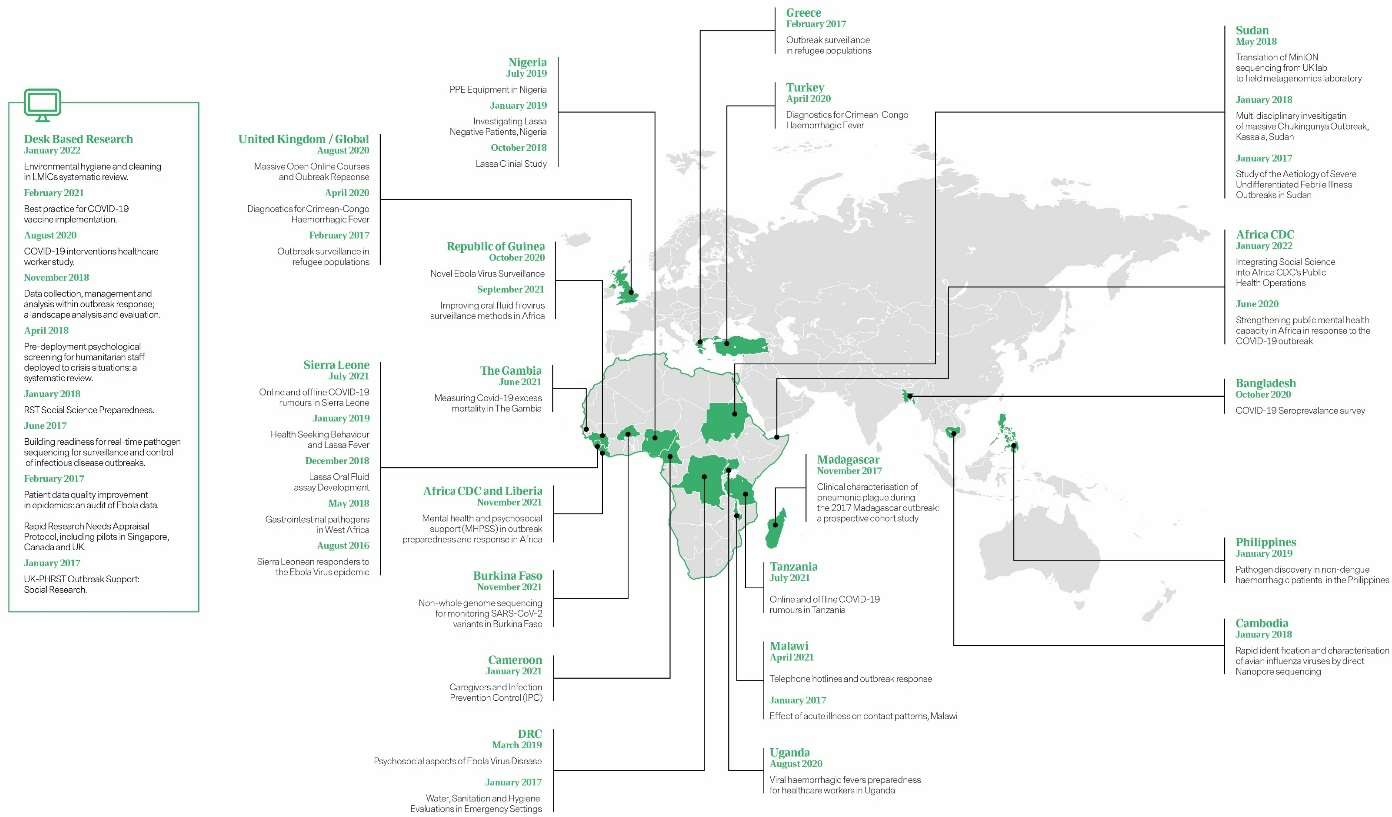 Desk Based Research
January 2022
Environmental hygiene and cleaning
in LMICs systematic review.
February 2021
Best practice for COVID-19
vaccine implementation.
August 2020
COVID-19 interventions healthcare
worker study.
November 2018
Data collection, management and
analysis within outbreak response;
a landscape analysis and evaluation.
April 2018
Pre-deployment psychological
screening for humanitarian staff
deployed to crisis situations: a
systematic review.
January 2018
RST Social Science Preparedness.
June 2017
Building readiness for real-time pathogen
sequencing for surveillance and control
of infectious disease outbreaks.
February 2017
Patient data quality improvement
in epidemics: an audit of Ebola data.
Rapid Research Needs Appraisal
Protocol, including pilots in Singapore,
Canada and UK.
January 2017
UK-PHRST Outbreak Support:
Social Research.
United Kingdom / Global
August 2020
Massive Open Online Courses
and Outbreak Reponse
April 2020
Diagnostics for Crimean-Congo
Haemorrhagic Fever
February 2017
Outbreak surveillance in
refugee populations
Sierra Leone
July 2021
Online and offline COVID-19
rumours in Sierra Leone
January 2019
Health Seeking Behaviour
and Lassa Fever
December 2018
Lassa Oral Fluid
assay Development
May 2018
Gastrointestinal pathogens
in West Africa
August 2016
Sierra Leonean responders to
the Ebola Virus epidemic
Nigeria
July 2019
PPE Equipment in Nigeria
January 2019
Investigating Lassa
Negative Patients, Nigeria
October 2018
Lassa Clinial Study
Republic of Guinea
October 2020
Novel Ebola Virus Surveillance
September 2021
Improving oral fluid filovirus
surveillance methods in Africa
The Gambia
June 2021
Measuring Covid-19 excess
mortality in The Gambia
Africa CDC and Liberia
November 2021
Mental health and psychosocial
support (MHPSS) in outbreak
preparedness and response in Africa
Burkina Faso
November 2021
Non-whole genome sequencing
for monitoring SARS-CoV-2
variants in Burkina Faso
Cameroon
January 2021
Caregivers and Infection
Prevention Control (IPC)
DRC
March 2019
Psychosocial aspects of Ebola Virus Disease
January 2017
Water, Sanitation and Hygiene
Evaluations in Emergency Settings
Greece
February 2017
Outbreak surveillance
in refugee populations
Turkey
April 2020
Diagnostics for Crimean-Congo
Haemorrhagic Fever
Madagascar
November 2017
Clinical characterisation of
pneumonic plague during
the 2017 Madagascar outbreak:
a prospective cohort study
Tanzania
July 2021
Online and offline COVID-19
rumours in Tanzania
Malawi
April 2021
Telephone hotlines and outbreak response
January 2017
Effect of acute illness on contact patterns, Malawi
Uganda
August 2020
Viral haemorrhagic fevers preparedness
for healthcare workers in Uganda
Sudan
May 2018
Translation of MinION
sequencing from UK lab
to field metagenomics laboratory
January 2018
Multi disciplinary investigatin
of massive Chukingunya Outbreak,
Kassala, Sudan
January 2017
Study of the Aetiology of Severe
Undifferentiated Febrile Illness
Outbreaks in Sudan
Africa CDC
January 2022
Integrating Social Science
into Africa CDC's Public
Health Operations
June 2020
Strengthening public mental health
capacity in Africa in response to the
COVID-19 outbreak
Bangladesh
October 2020
COVID-19 Seroprevalance survey
Philippines
January 2019
Pathogen discovery in non-dengue
haemorrhagic patients in the Philippines
Cambodia
January 2018
Rapid identification and characterisation
of avian influenza viruses by direct
Nanopore sequencing